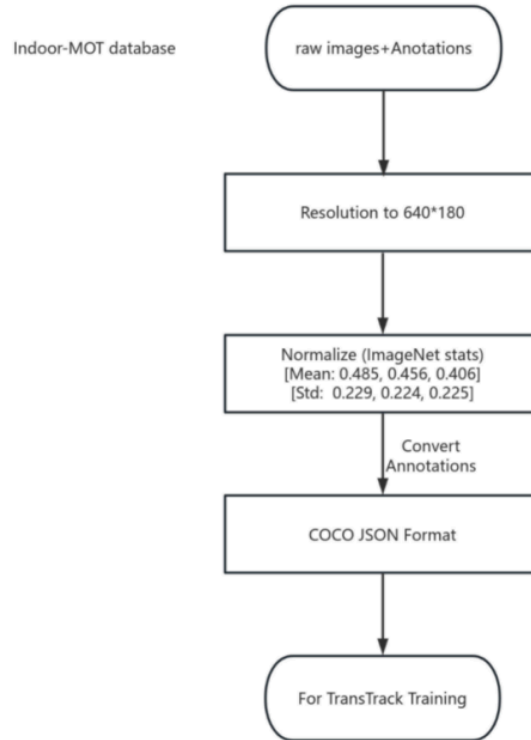 Indoor-MOT database
raw images+Anotations
Resolution to 640*180
Normalize (ImageNet stats)
[Mean: 0.485, 0.456, 0.406]
[Std: 0.229, 0.224, 0.225]
Convert
Annotations
COCO JSON Format
For TransTrack Training